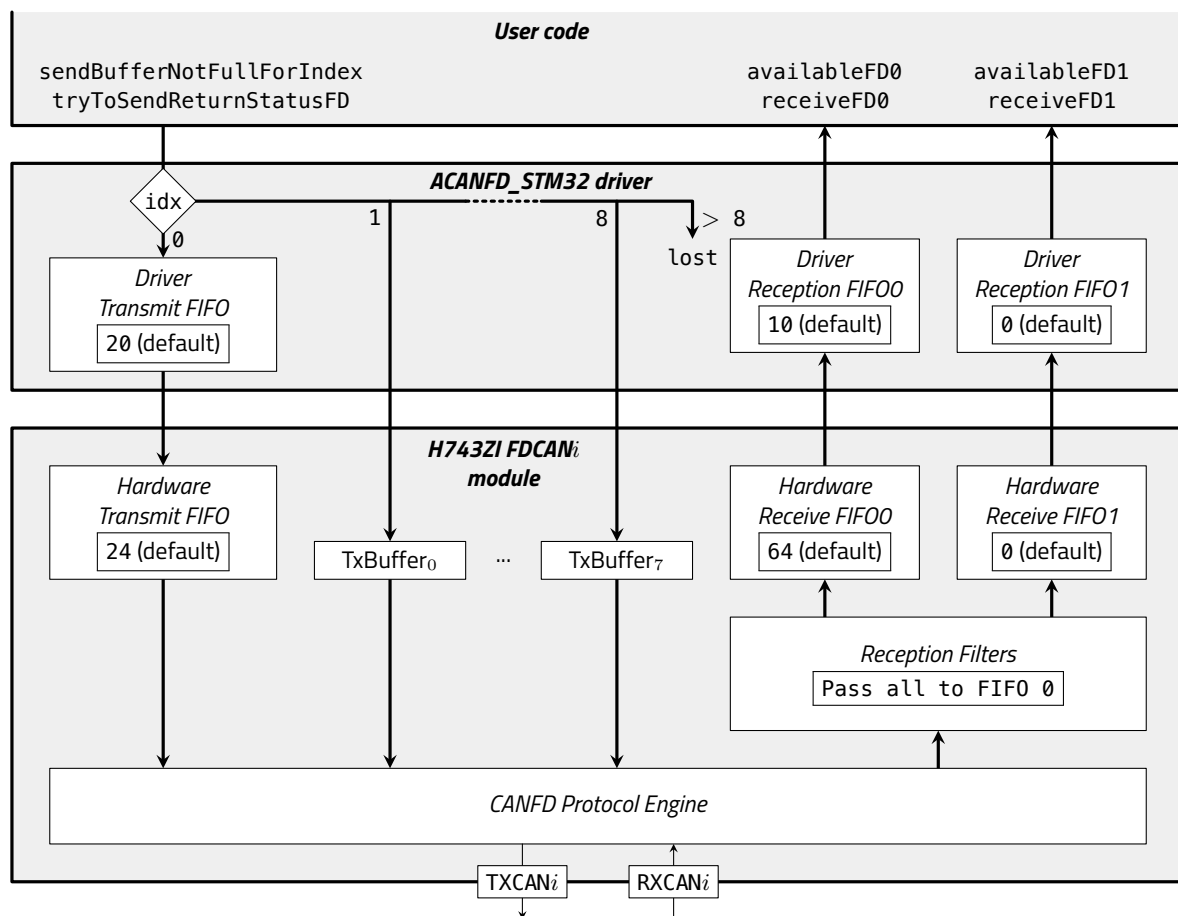 User code
sendBufferNotFullForIndex
tryToSendReturnStatusFD
availableFD0
receiveFD0
availableFD1
receiveFD1
ACANFD_STM32 driver
idx
0
1
8
> 8
lost
Driver
Transmit FIFO
20 (default)
Driver
Reception FIFO0
10 (default)
Driver
Reception FIFO1
0 (default)
H743ZI FDCANi
module
Hardware
Transmit FIFO
24 (default)
TxBuffer₀
...
TxBuffer₇
Hardware
Receive FIFO0
64 (default)
Hardware
Receive FIFO1
0 (default)
Reception Filters
Pass all to FIFO 0
CANFD Protocol Engine
TXCANi
RXCANi